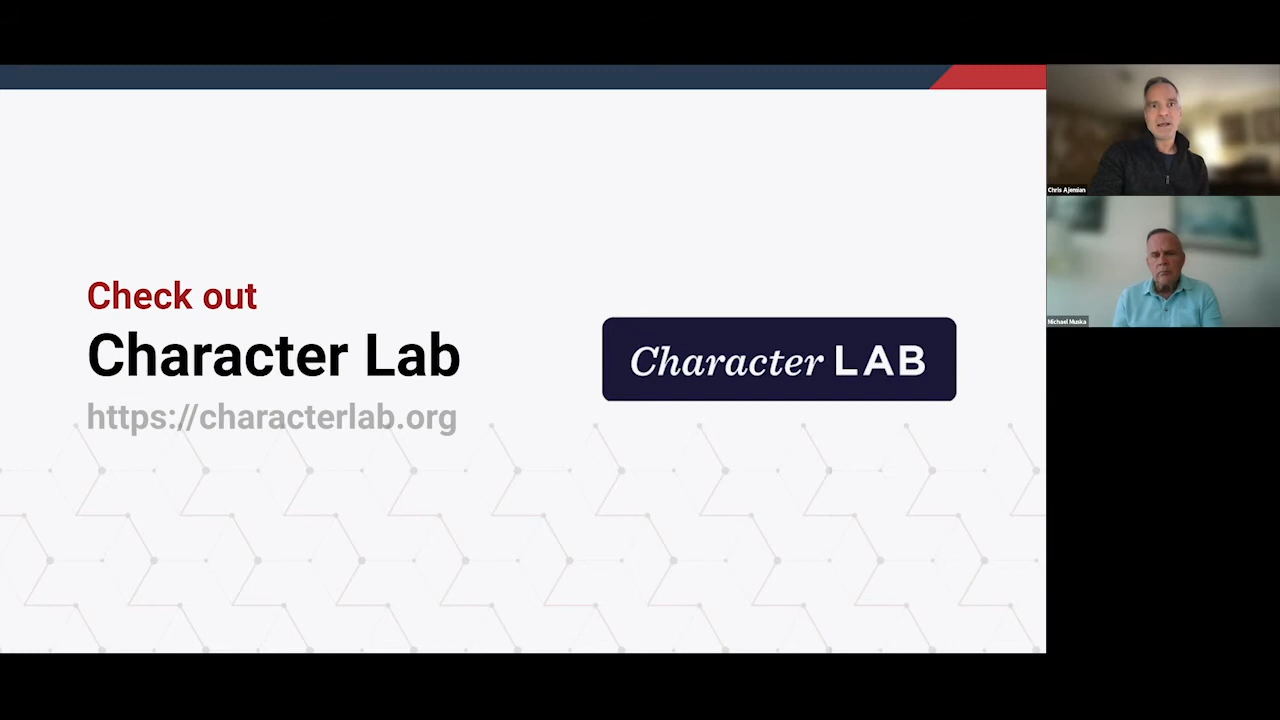 Check out
Character Lab
https://characterlab.org
Character LAB
Chris Ajemian
Michael Muska